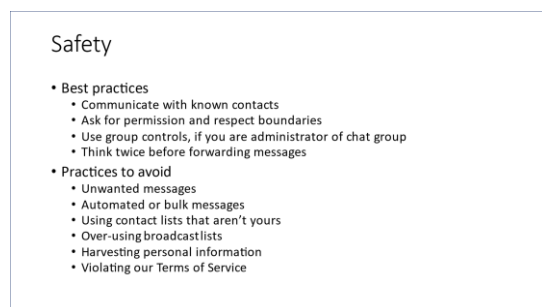 Safety
• Best practices
• Communicate with known contacts
• Ask for permission and respect boundaries
• Use group controls, if you are administrator of chat group
• Think twice before forwarding messages
• Practices to avoid
• Unwanted messages
• Automated or bulk messages
• Using contact lists that aren't yours
• Over-using broadcast lists
• Harvesting personal information
• Violating our Terms of Service